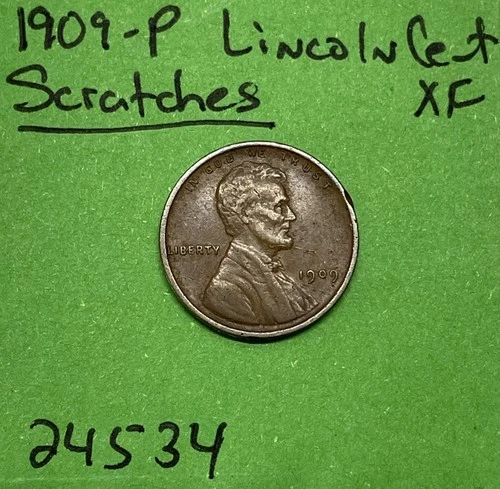 1909-P Lincoln Cent
Scratches XF
IN GOD WE TRUST
LIBERTY
1909
24534